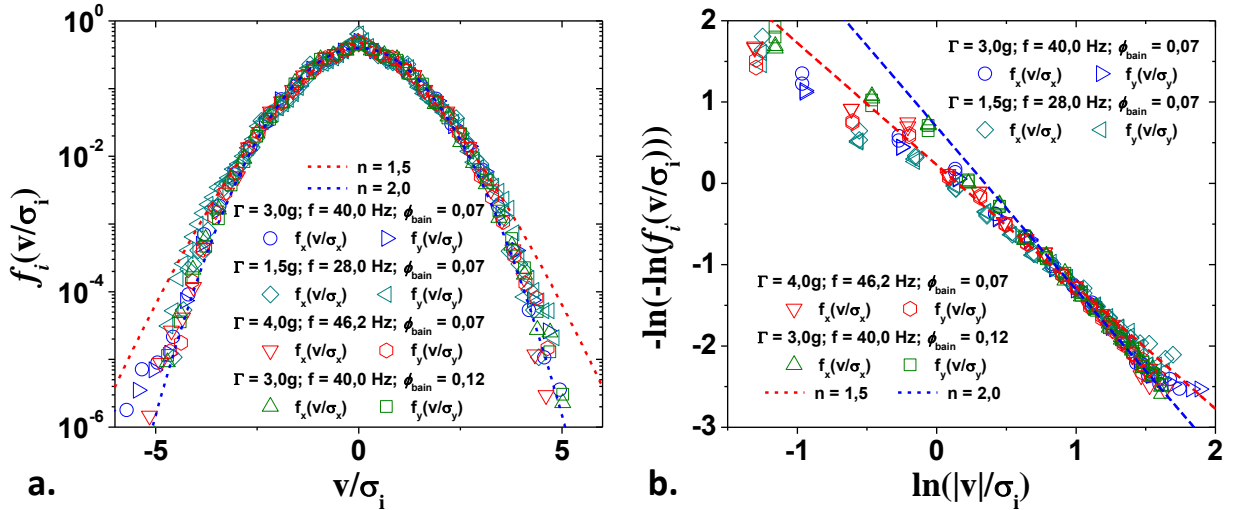 10^0
10^-2
10^-4
10^-6
f_i(v/σ_i)
n = 1,5
n = 2,0
Γ = 3,0g; f = 40,0 Hz; ϕ_bain = 0,07
f_x(v/σ_x) f_y(v/σ_y)
Γ = 1,5g; f = 28,0 Hz; ϕ_bain = 0,07
f_x(v/σ_x) f_y(v/σ_y)
Γ = 4,0g; f = 46,2 Hz; ϕ_bain = 0,07
f_x(v/σ_x) f_y(v/σ_y)
Γ = 3,0g; f = 40,0 Hz; ϕ_bain = 0,12
f_x(v/σ_x) f_y(v/σ_y)
-5 0 5
v/σ_i
a.
2
1
0
-1
-2
-3
-ln(-ln(f_i(v/σ_i)))
Γ = 3,0g; f = 40,0 Hz; ϕ_bain = 0,07
f_x(v/σ_x) f_y(v/σ_y)
Γ = 1,5g; f = 28,0 Hz; ϕ_bain = 0,07
f_x(v/σ_x) f_y(v/σ_y)
Γ = 4,0g; f = 46,2 Hz; ϕ_bain = 0,07
f_x(v/σ_x) f_y(v/σ_y)
Γ = 3,0g; f = 40,0 Hz; ϕ_bain = 0,12
f_x(v/σ_x) f_y(v/σ_y)
n = 1,5 n = 2,0
-1 0 1 2
ln(|v|/σ_i)
b.